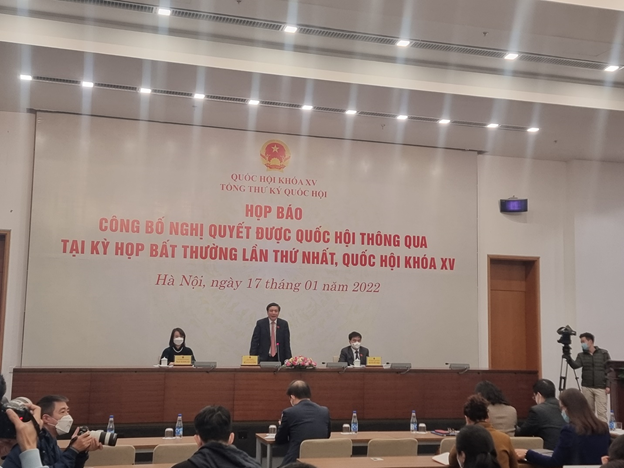 QUỐC HỘI KHÓA XV
TỔNG THƯ KÝ QUỐC HỘI
HỌP BÁO
CÔNG BỐ NGHỊ QUYẾT ĐƯỢC QUỐC HỘI THÔNG QUA
TẠI KỲ HỌP BẤT THƯỜNG LẦN THỨ NHẤT, QUỐC HỘI KHÓA XV
Hà Nội, ngày 17 tháng 01 năm 2022